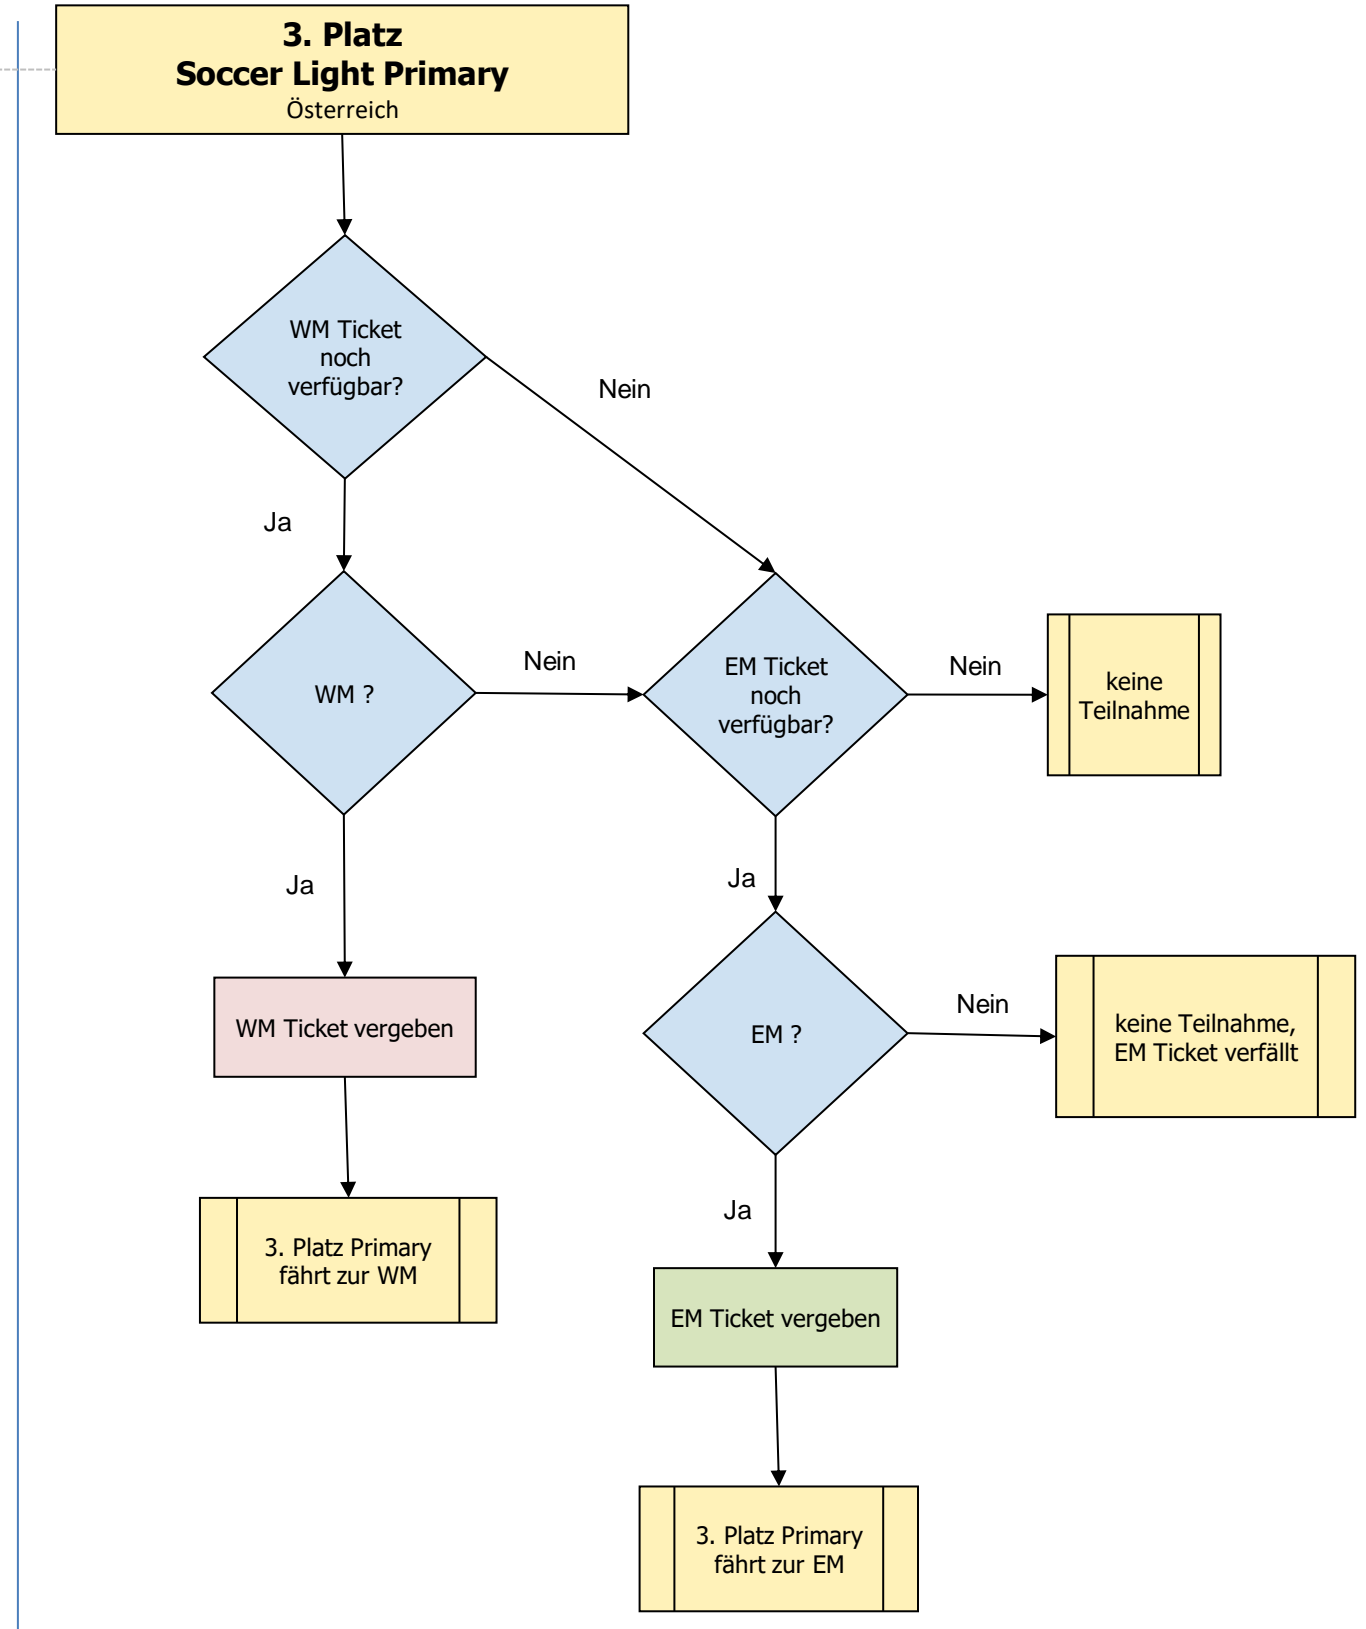 3. Platz
Soccer Light Primary
Österreich
WM Ticket
noch
verfügbar?
Nein
Ja
WM ?
Nein
EM Ticket
noch
verfügbar?
Nein
keine
Teilnahme
Ja
Ja
WM Ticket vergeben
EM ?
Nein
keine Teilnahme,
EM Ticket verfällt
Ja
3. Platz Primary
fährt zur WM
EM Ticket vergeben
3. Platz Primary
fährt zur EM